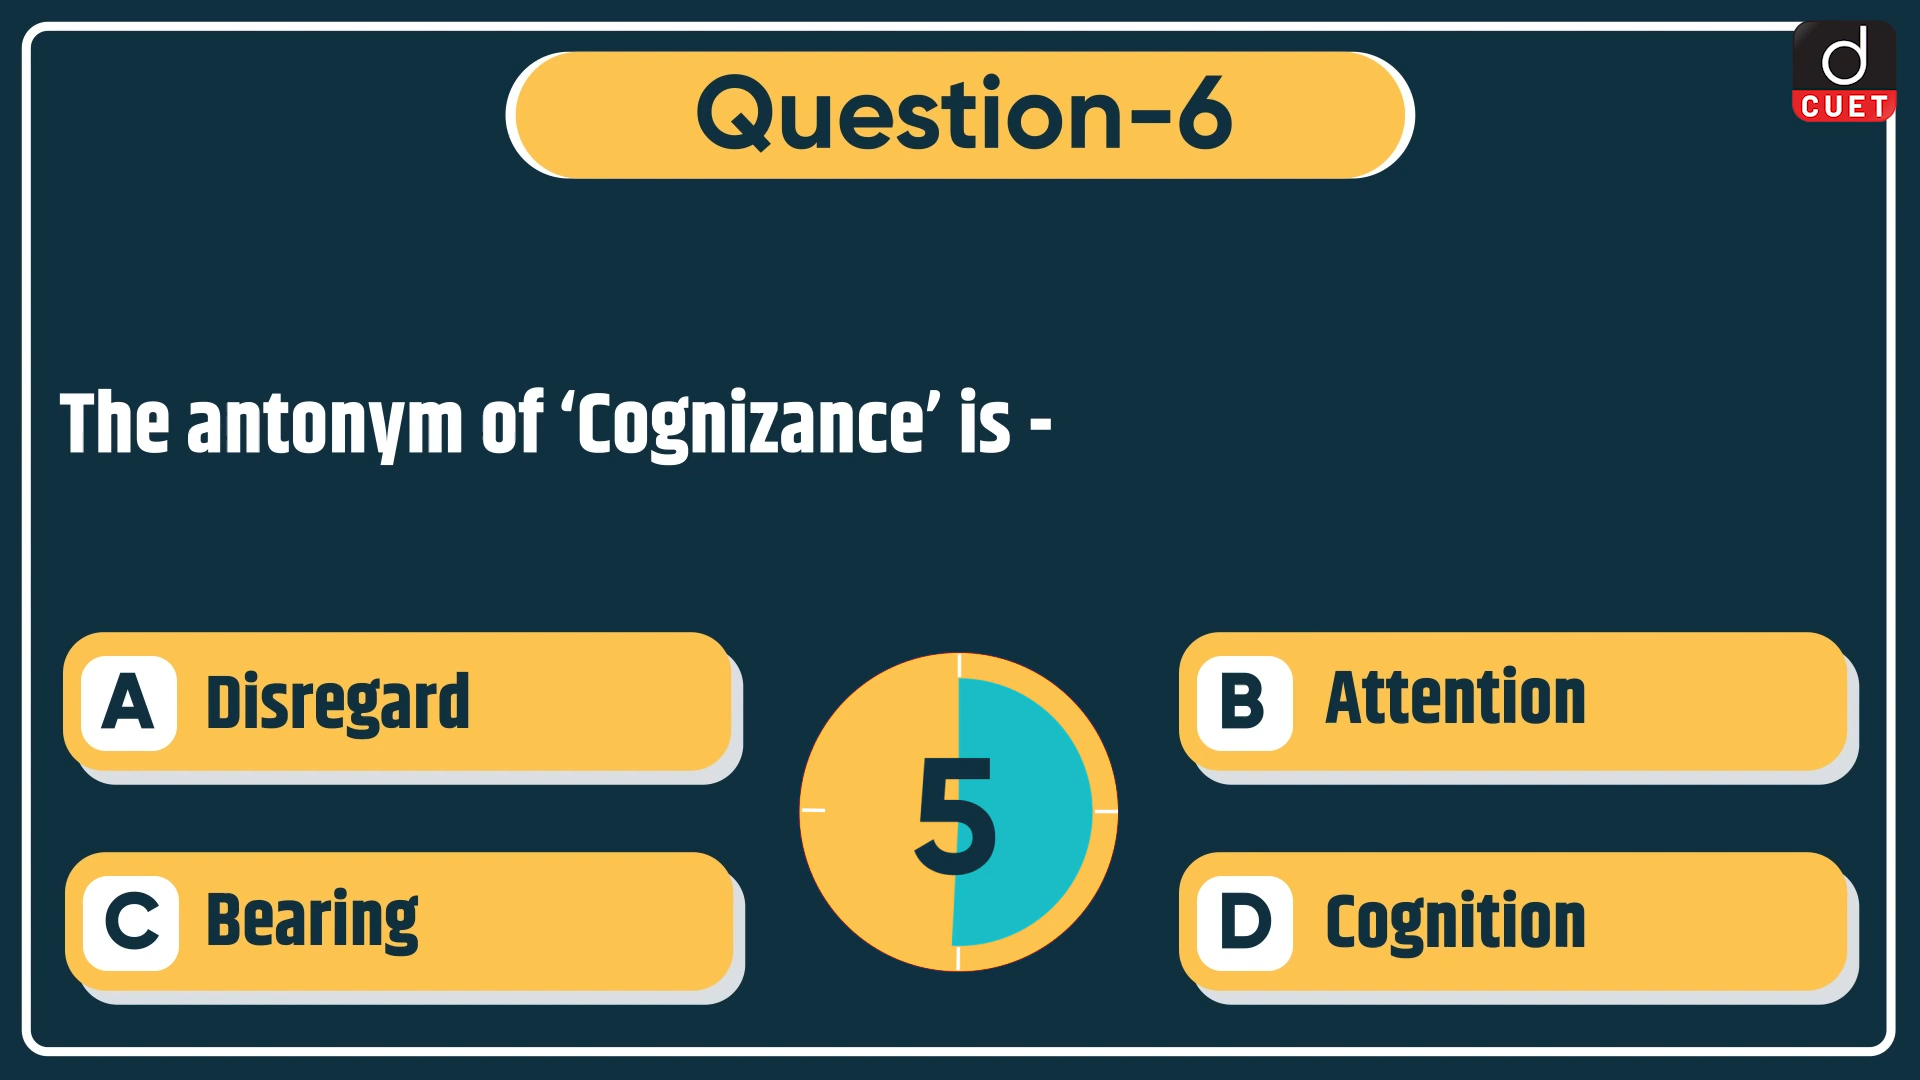 d
CUET
Question-6
The antonym of ‘Cognizance’ is -
A Disregard
B Attention
C Bearing
D Cognition
5